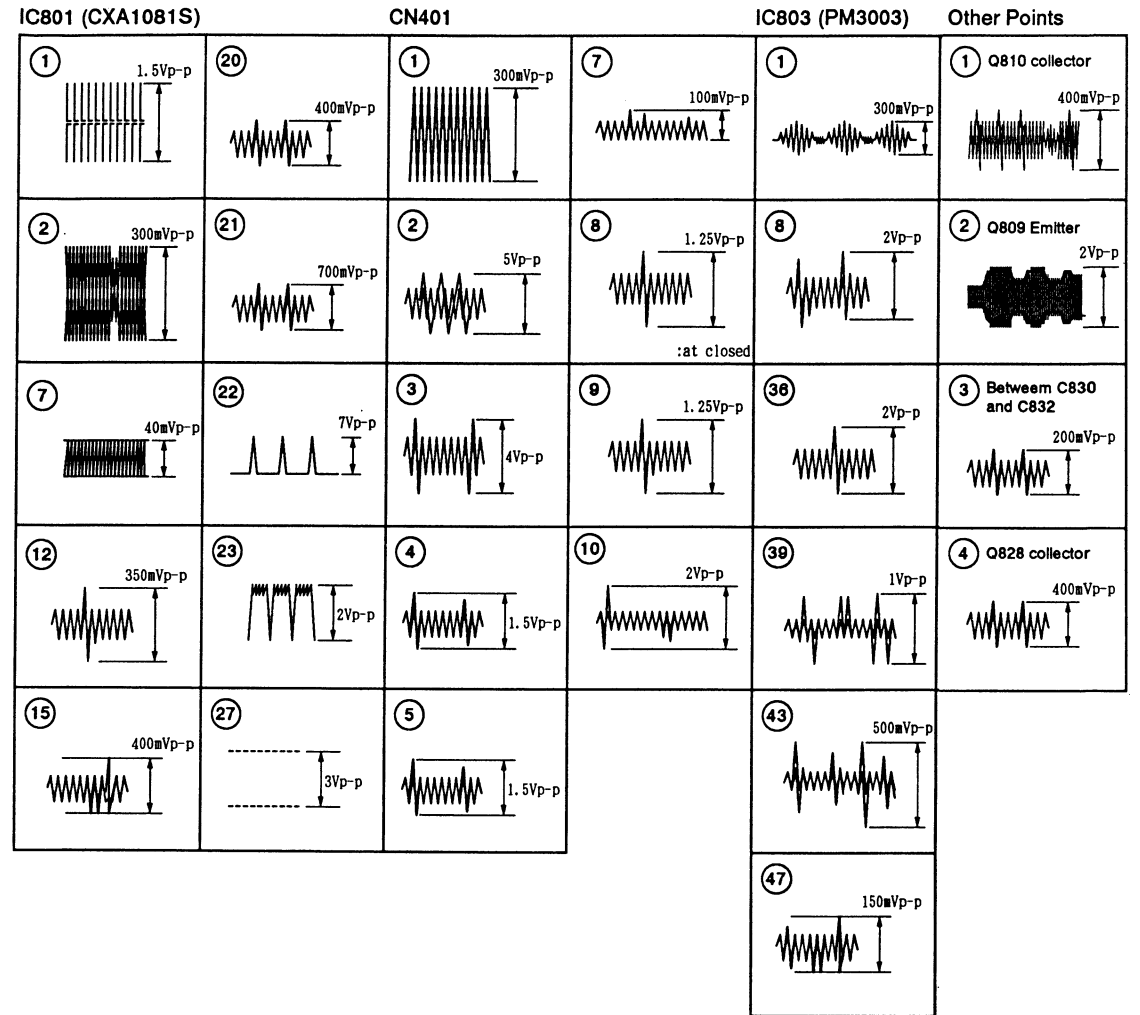 IC801 (CXA1081S) CN401 IC803 (PM3003) Other Points
1 1.5Vp-p
20 400mVp-p
1 300mVp-p
7 100mVp-p
1 300mVp-p
1 Q810 collector
400mVp-p
2 300mVp-p
21 700mVp-p
2 5Vp-p
8 1.25Vp-p
:at closed
8 2Vp-p
2 Q809 Emitter
2Vp-p
7 40mVp-p
22 7Vp-p
3 4Vp-p
9 1.25Vp-p
36 2Vp-p
3 Betweem C830
and C832
200mVp-p
12 350mVp-p
23 2Vp-p
4 1.5Vp-p
10 2Vp-p
39 1Vp-p
4 Q828 collector
400mVp-p
15 400mVp-p
27 3Vp-p
5 1.5Vp-p
43 500mVp-p
47 150mVp-p